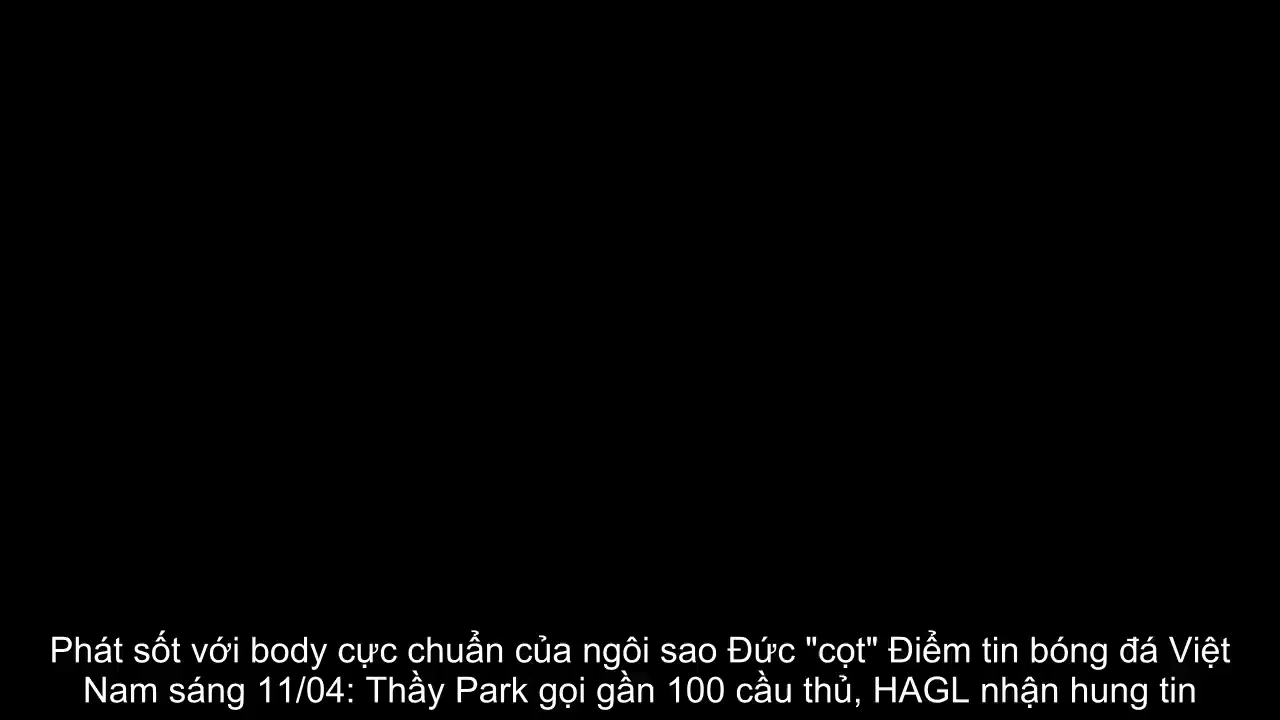 Phát sốt với body cực chuẩn của ngôi sao Đức "cọt" Điểm tin bóng đá Việt
Nam sáng 11/04: Thầy Park gọi gần 100 cầu thủ, HAGL nhận hung tin